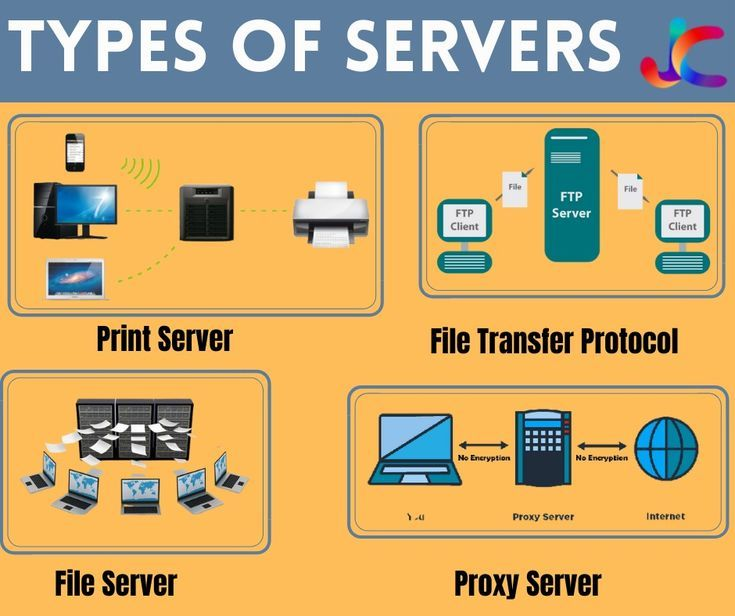 TYPES OF SERVERS
JC
File
File
FTP
Server
FTP
Client
FTP
Client
Print Server
File Transfer Protocol
No Encryption
No Encryption
Proxy Server
Internet
File Server
Proxy Server